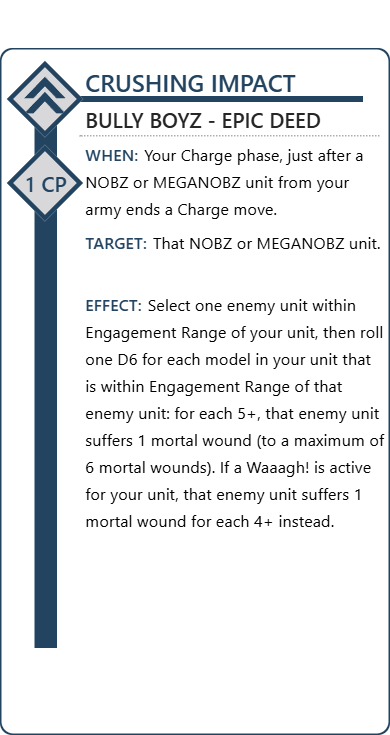 CRUSHING IMPACT
BULLY BOYZ - EPIC DEED
WHEN: Your Charge phase, just after a
1 CP
NOBZ or MEGANOBZ unit from your
army ends a Charge move.
TARGET: That NOBZ or MEGANOBZ unit.
EFFECT: Select one enemy unit within
Engagement Range of your unit, then roll
one D6 for each model in your unit that
is within Engagement Range of that
enemy unit: for each 5+, that enemy unit
suffers 1 mortal wound (to a maximum of
6 mortal wounds). If a Waaagh! is active
for your unit, that enemy unit suffers 1
mortal wound for each 4+ instead.